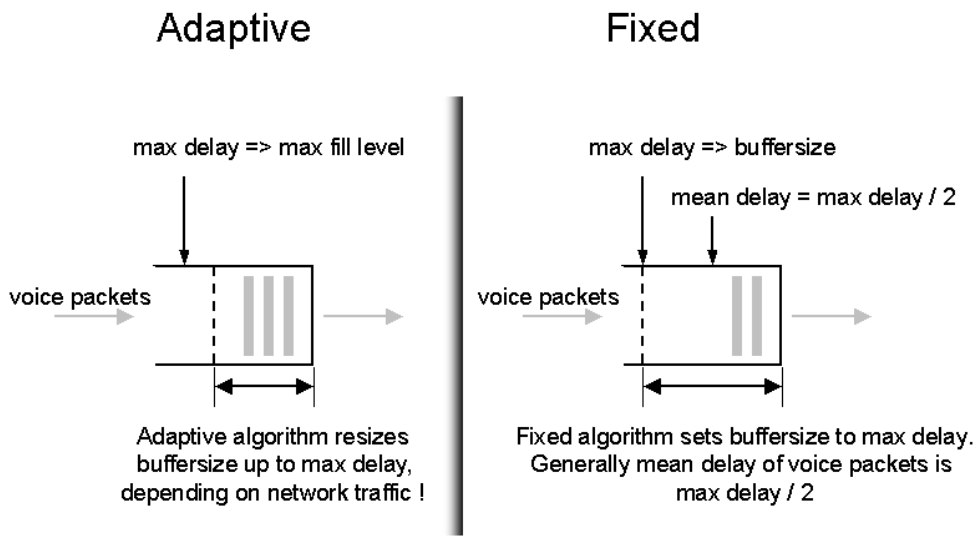 Adaptive
Fixed
max delay => max fill level
voice packets
Adaptive algorithm resizes
buffersize up to max delay,
depending on network traffic !
max delay => buffersize
mean delay = max delay / 2
voice packets
Fixed algorithm sets buffersize to max delay.
Generally mean delay of voice packets is
max delay / 2